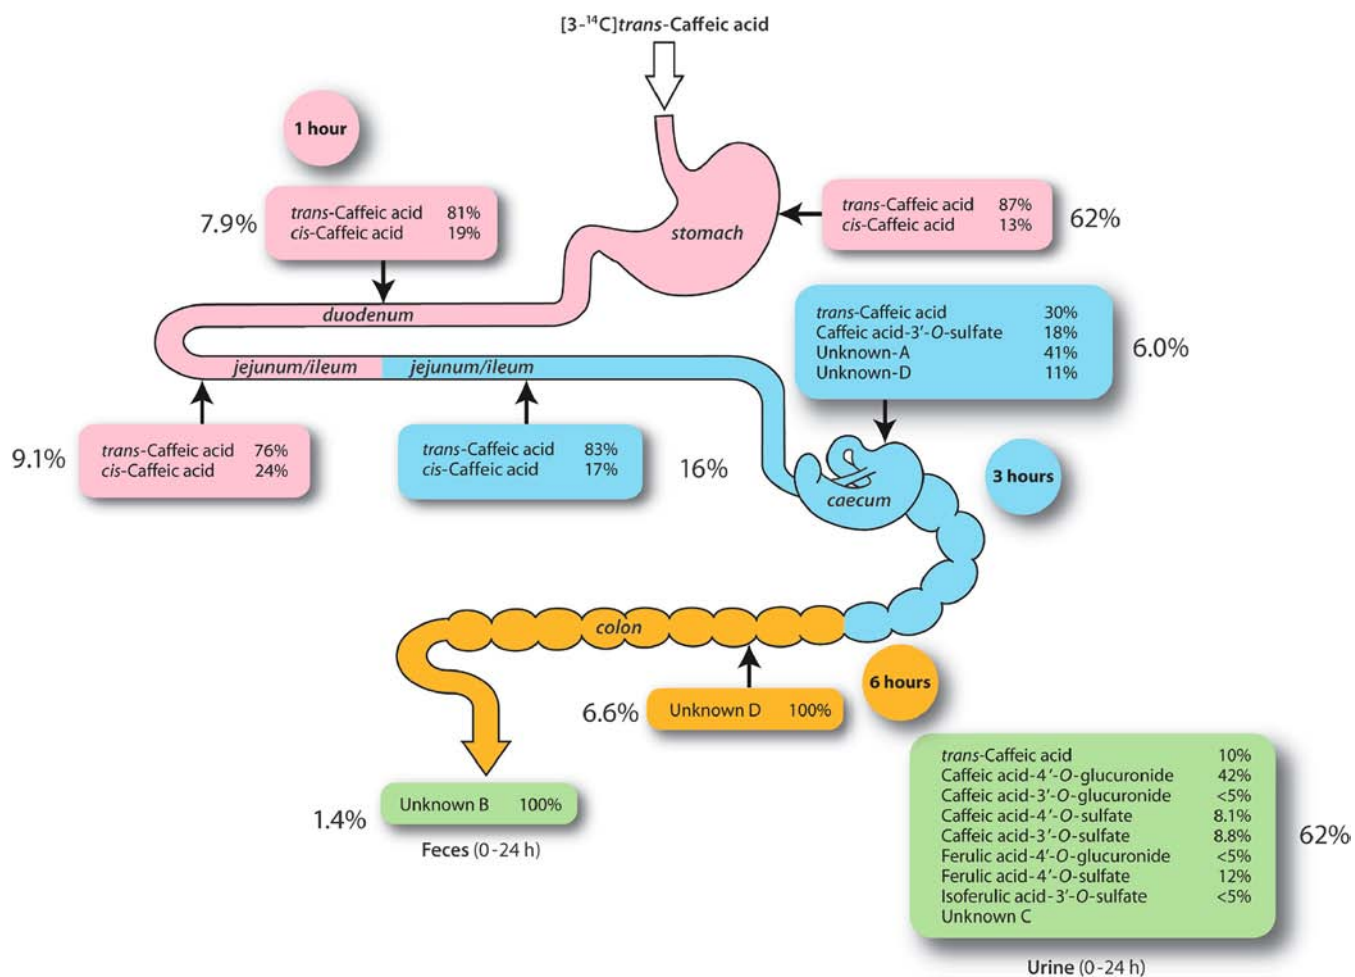 [3-¹⁴C]trans-Caffeic acid
1 hour
7.9%
trans-Caffeic acid 81%
cis-Caffeic acid 19%
stomach
trans-Caffeic acid 87%
cis-Caffeic acid 13%
62%
duodenum
jejunum/ileum
jejunum/ileum
trans-Caffeic acid 30%
Caffeic acid-3'-O-sulfate 18%
Unknown-A 41%
Unknown-D 11%
6.0%
9.1%
trans-Caffeic acid 76%
cis-Caffeic acid 24%
trans-Caffeic acid 83%
cis-Caffeic acid 17%
16%
caecum
3 hours
colon
6 hours
6.6%
Unknown D 100%
1.4%
Unknown B 100%
Feces (0-24 h)
trans-Caffeic acid 10%
Caffeic acid-4'-O-glucuronide 42%
Caffeic acid-3'-O-glucuronide <5%
Caffeic acid-4'-O-sulfate 8.1%
Caffeic acid-3'-O-sulfate 8.8%
Ferulic acid-4'-O-glucuronide <5%
Ferulic acid-4'-O-sulfate 12%
Isoferulic acid-3'-O-sulfate <5%
Unknown C
62%
Urine (0-24 h)